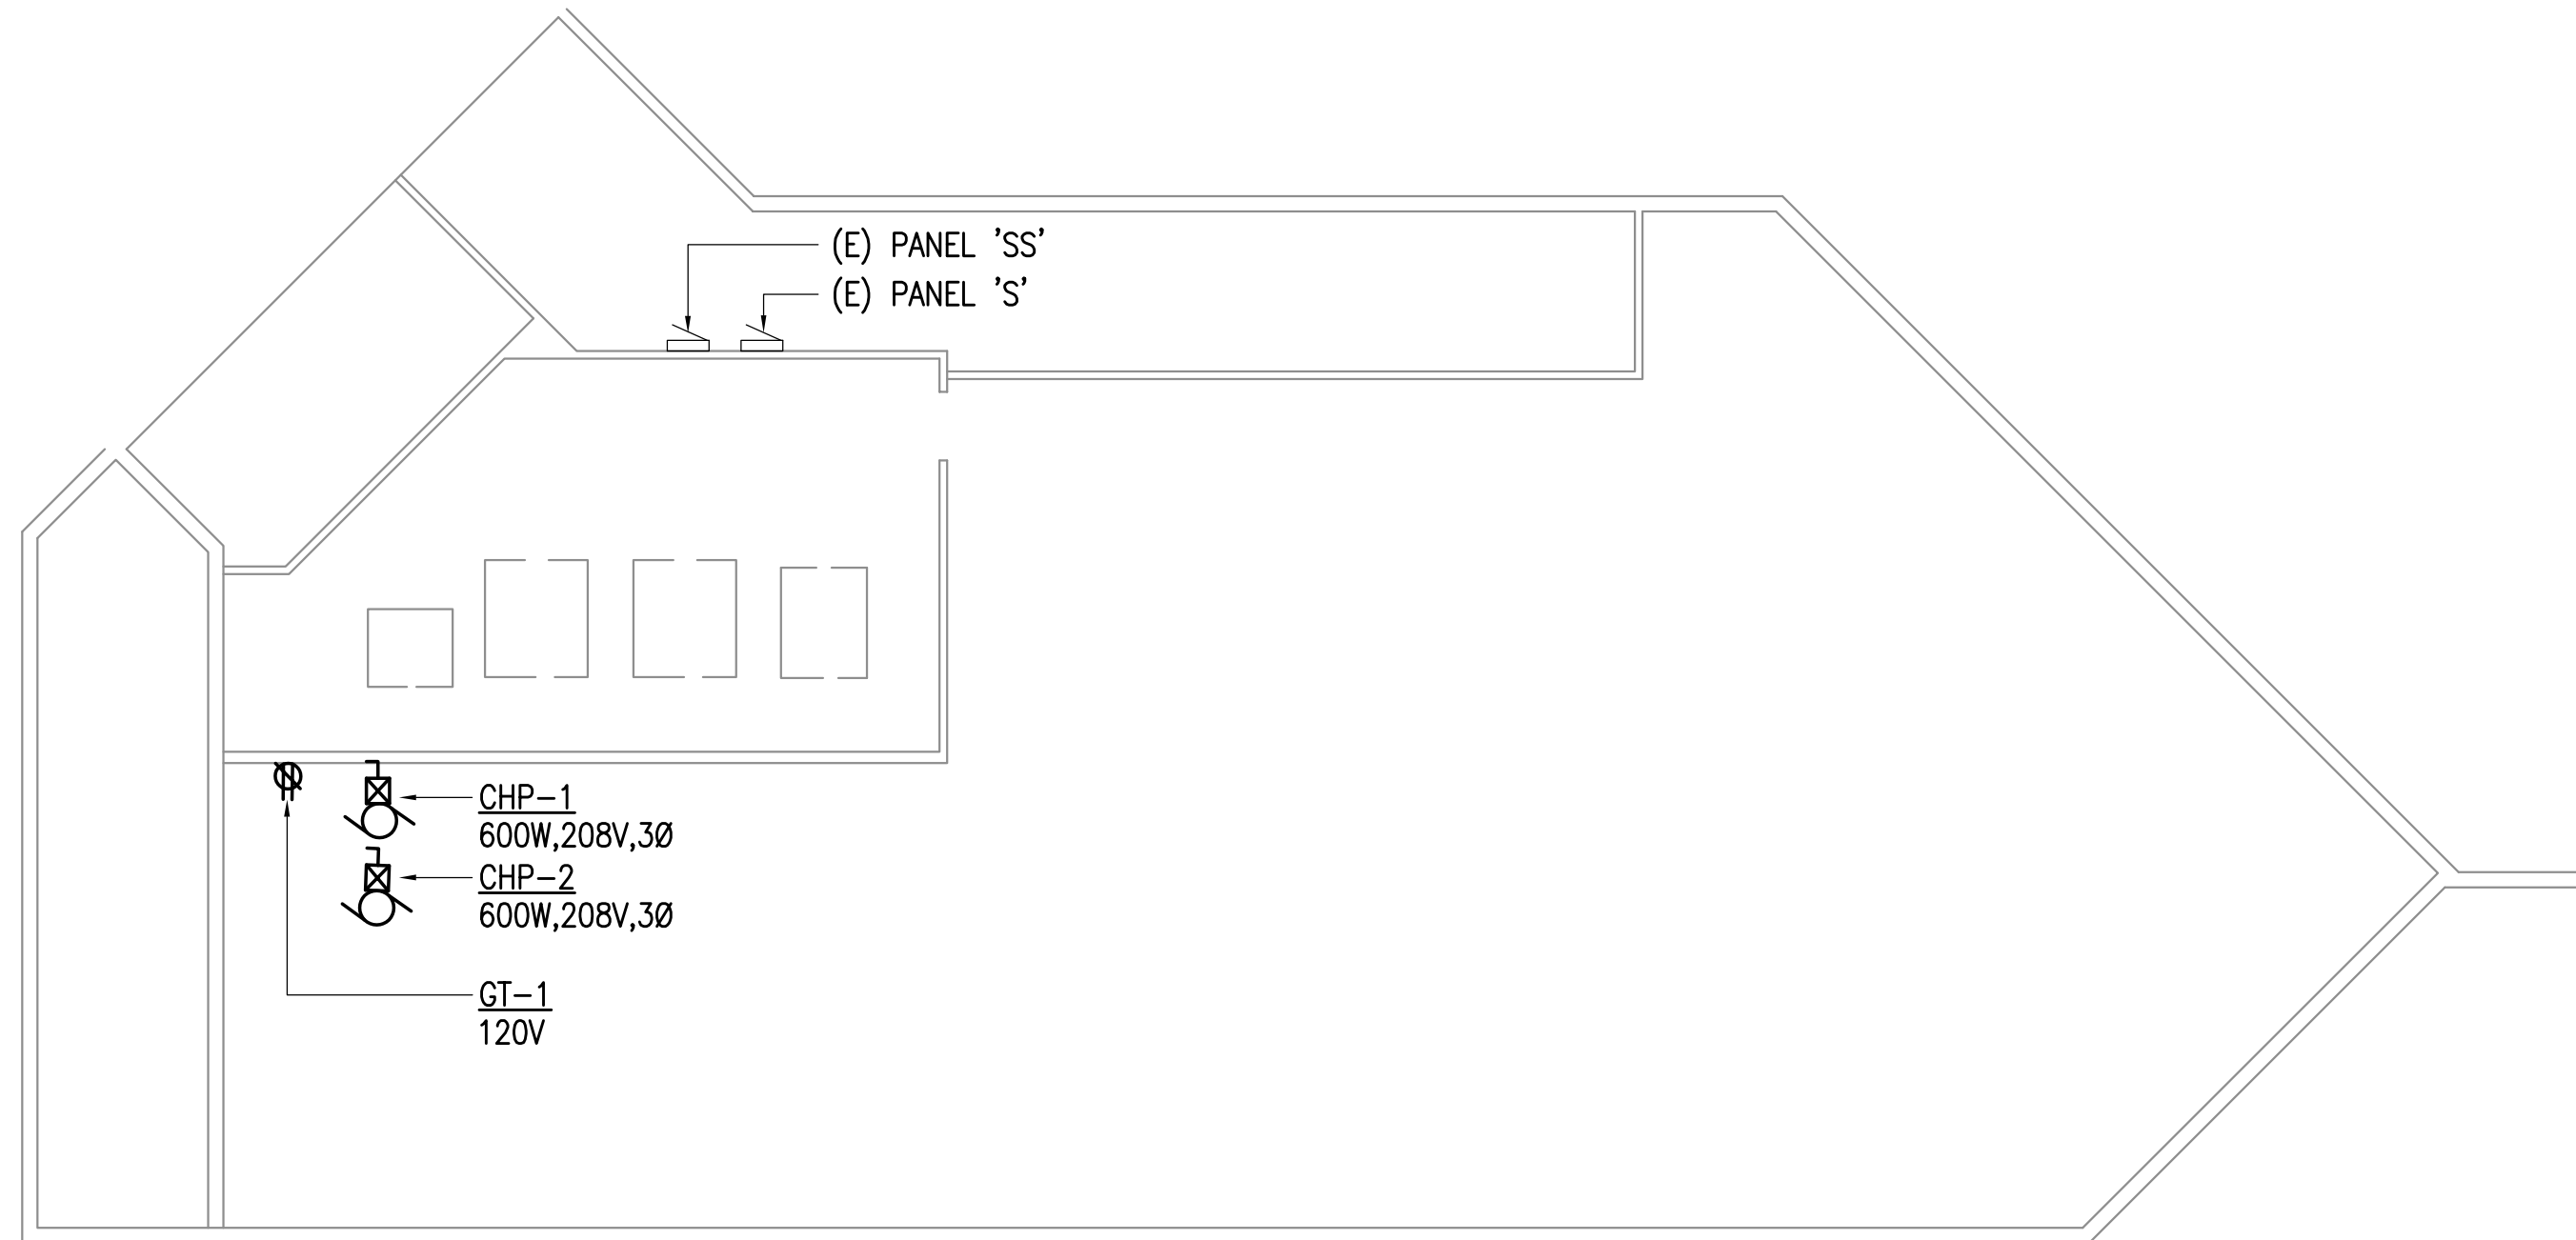 (E) PANEL 'SS'
(E) PANEL 'S'
CHP-1
600W,208V,3Ø
CHP-2
600W,208V,3Ø
GT-1
120V